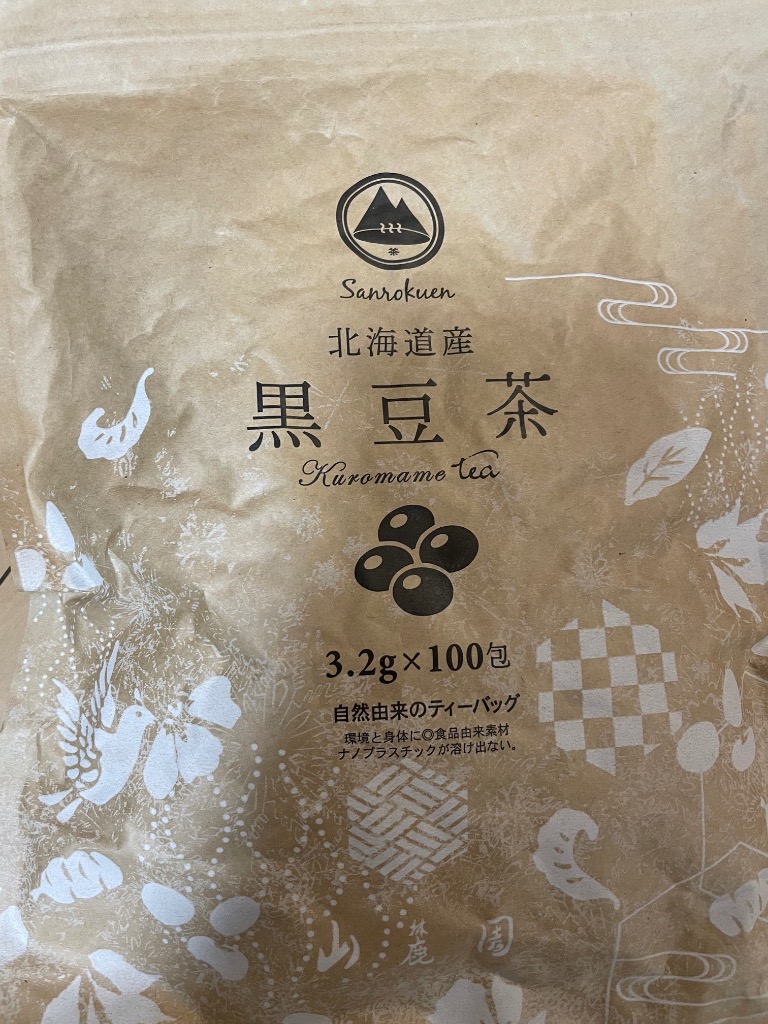 茶
Sanrokuen
北海道産
黒豆茶
Kuromame tea
3.2g×100包
自然由来のティーバッグ
環境と身体に◎食品由来素材
ナノプラスチックが溶け出ない。
山麓園